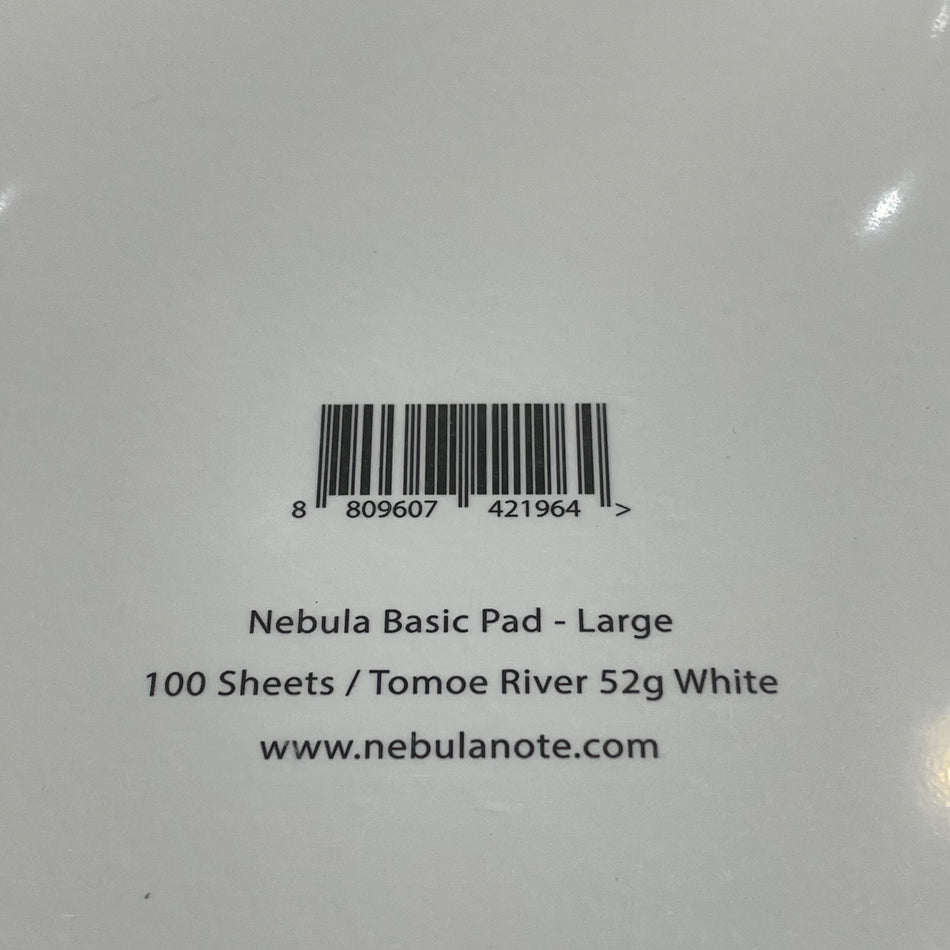 8 809607 421964 >
Nebula Basic Pad - Large
100 Sheets / Tomoe River 52g White
www.nebulanote.com